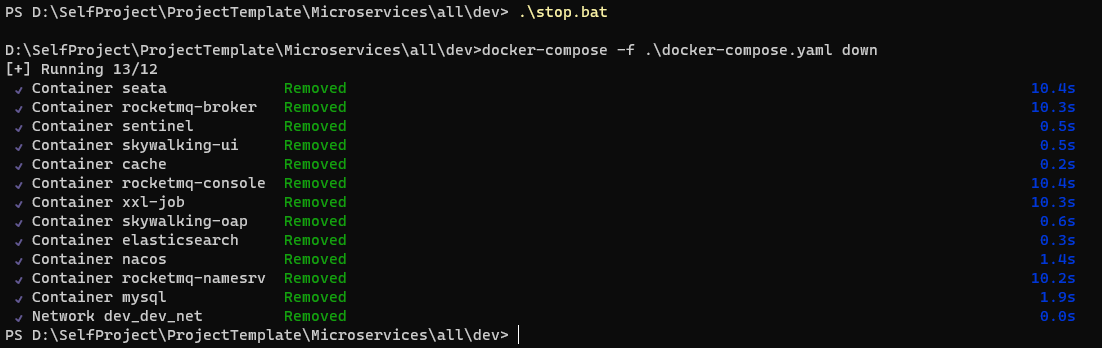 PS D:\SelfProject\ProjectTemplate\Microservices\all\dev> .\stop.bat
D:\SelfProject\ProjectTemplate\Microservices\all\dev>docker-compose -f .\docker-compose.yaml down
[+] Running 13/12
✓ Container seata Removed 10.4s
✓ Container rocketmq-broker Removed 10.3s
✓ Container sentinel Removed 0.5s
✓ Container skywalking-ui Removed 0.5s
✓ Container cache Removed 0.2s
✓ Container rocketmq-console Removed 10.4s
✓ Container xxl-job Removed 10.3s
✓ Container skywalking-oap Removed 0.6s
✓ Container elasticsearch Removed 0.3s
✓ Container nacos Removed 1.4s
✓ Container rocketmq-namesrv Removed 10.2s
✓ Container mysql Removed 1.9s
✓ Network dev_dev_net Removed 0.0s
PS D:\SelfProject\ProjectTemplate\Microservices\all\dev>